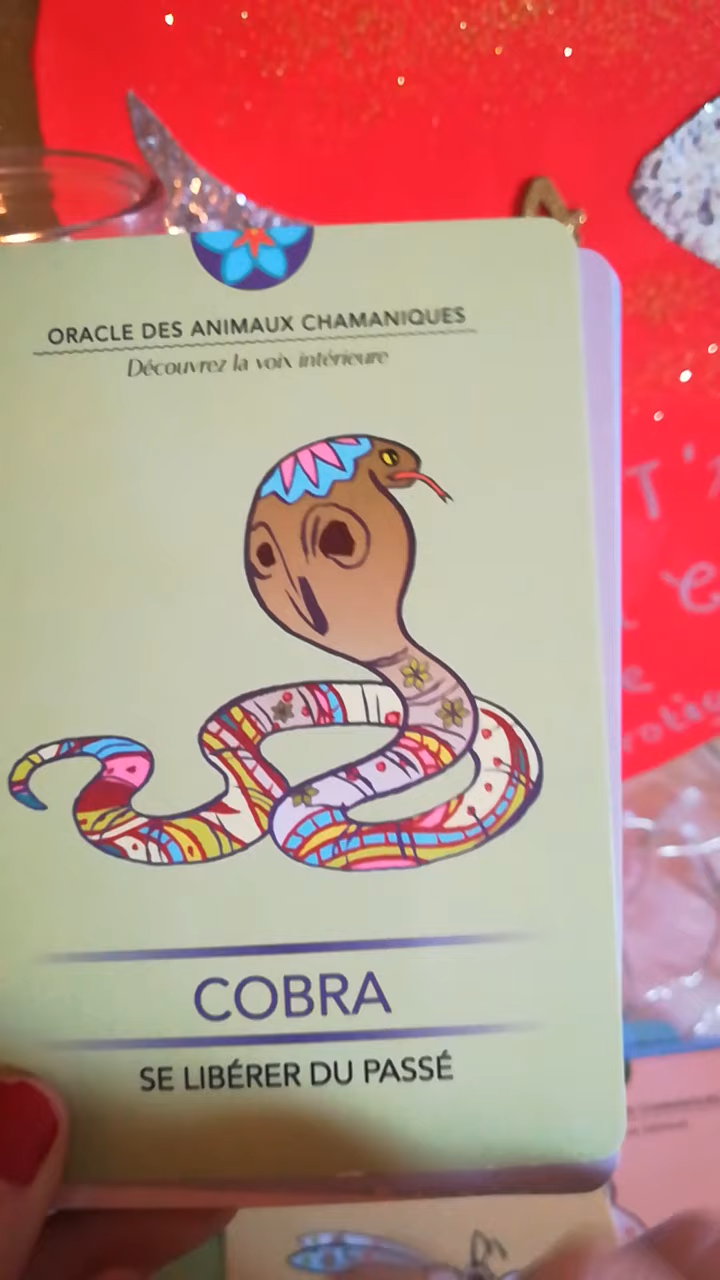 ORACLE DES ANIMAUX CHAMANIQUES
Découvrez la voix intérieure
COBRA
SE LIBÉRER DU PASSÉ
T'
e